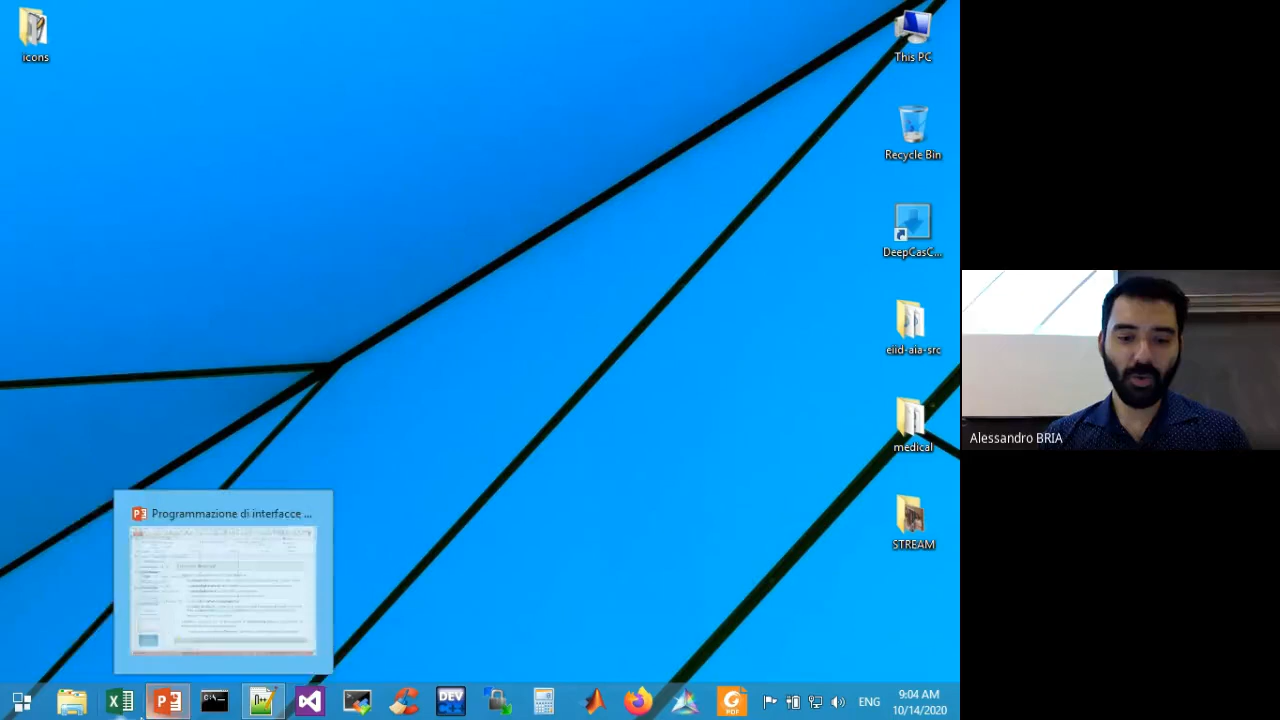 icons
This PC
Recycle Bin
DeepCasC...
eiid-aia-src
Alessandro BRIA
medical
Programmazione di interfacce ...
STREAM
DEV
C++
PDF
ENG
9:04 AM
10/14/2020